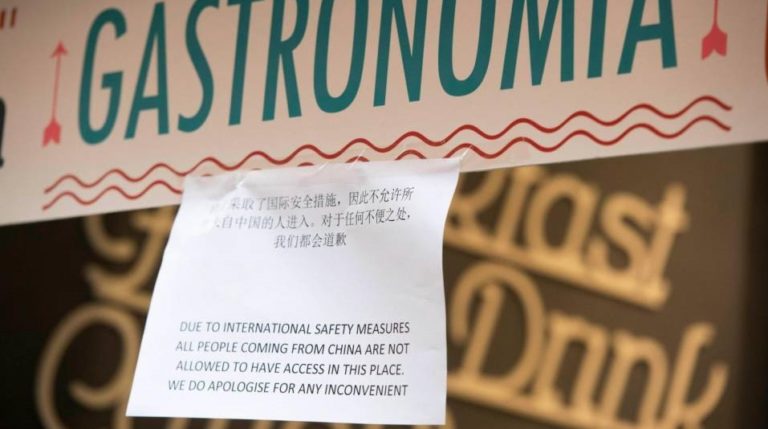 GASTRONOMIA
采取了国际安全措施，因此不允许所
自中国的人进入。对于任何不便之处，
我们都会道歉
DUE TO INTERNATIONAL SAFETY MEASURES
ALL PEOPLE COMING FROM CHINA ARE NOT
ALLOWED TO HAVE ACCESS IN THIS PLACE.
WE DO APOLOGISE FOR ANY INCONVENIENT
kfast
Drink